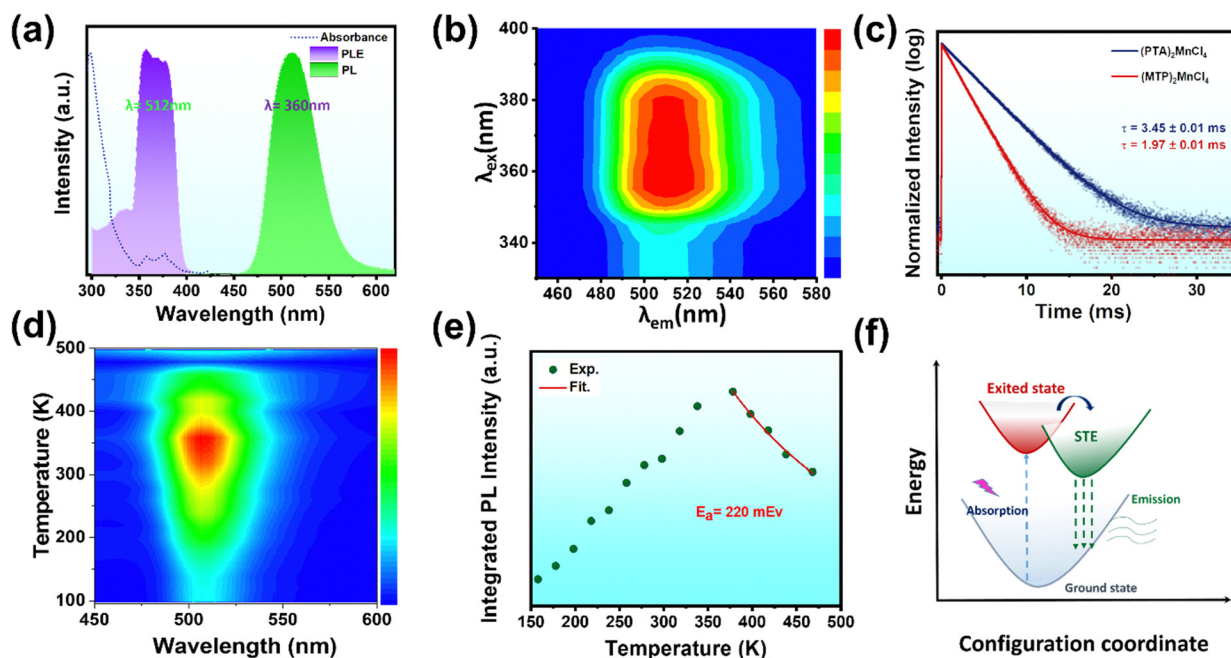 (a)
Absorbance
PLE
PL
λ= 512nm
λ= 360nm
Intensity (a.u.)
300 350 400 450 500 550 600
Wavelength (nm)
(b)
400
380
360
340
λex(nm)
460 480 500 520 540 560 580
λem(nm)
(c)
(PTA)₂MnCl₄
(MTP)₂MnCl₄
τ = 3.45 ± 0.01 ms
τ = 1.97 ± 0.01 ms
Normalized Intensity (log)
0 10 20 30
Time (ms)
(d)
500
400
300
200
100
Temperature (K)
450 500 550 600
Wavelength (nm)
(e)
Exp.
Fit.
Eₐ= 220 mEv
Integrated PL Intensity (a.u.)
150 200 250 300 350 400 450 500
Temperature (K)
(f)
Exited state
STE
Absorption
Emission
Ground state
Energy
Configuration coordinate